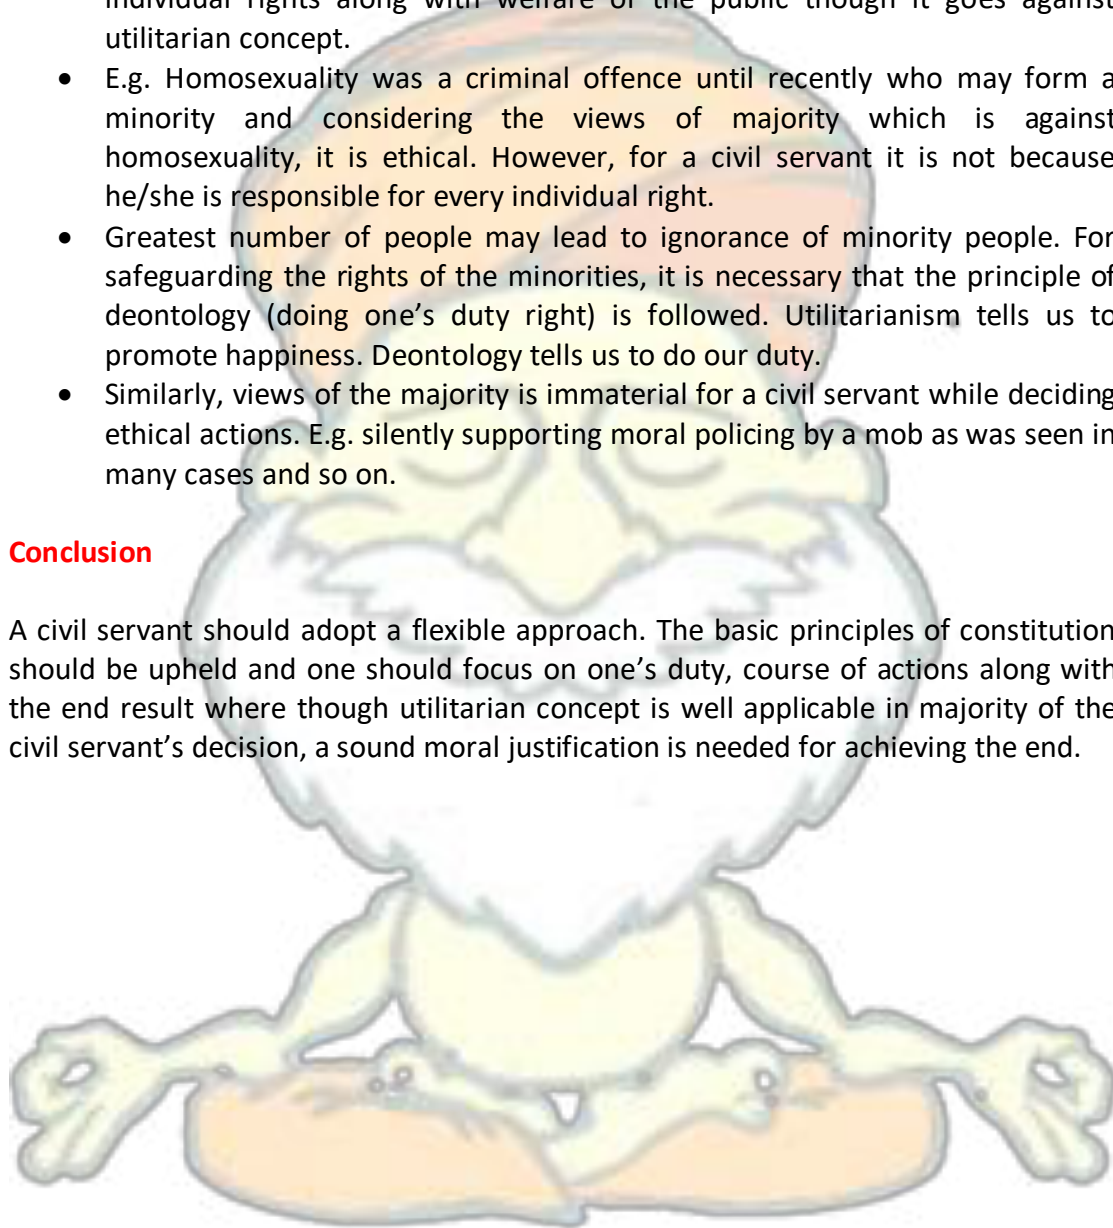 individual rights along with welfare of the public though it goes against
utilitarian concept.
• E.g. Homosexuality was a criminal offence until recently who may form a
minority and considering the views of majority which is against
homosexuality, it is ethical. However, for a civil servant it is not because
he/she is responsible for every individual right.
• Greatest number of people may lead to ignorance of minority people. For
safeguarding the rights of the minorities, it is necessary that the principle of
deontology (doing one’s duty right) is followed. Utilitarianism tells us to
promote happiness. Deontology tells us to do our duty.
• Similarly, views of the majority is immaterial for a civil servant while deciding
ethical actions. E.g. silently supporting moral policing by a mob as was seen in
many cases and so on.
Conclusion
A civil servant should adopt a flexible approach. The basic principles of constitution
should be upheld and one should focus on one’s duty, course of actions along with
the end result where though utilitarian concept is well applicable in majority of the
civil servant’s decision, a sound moral justification is needed for achieving the end.